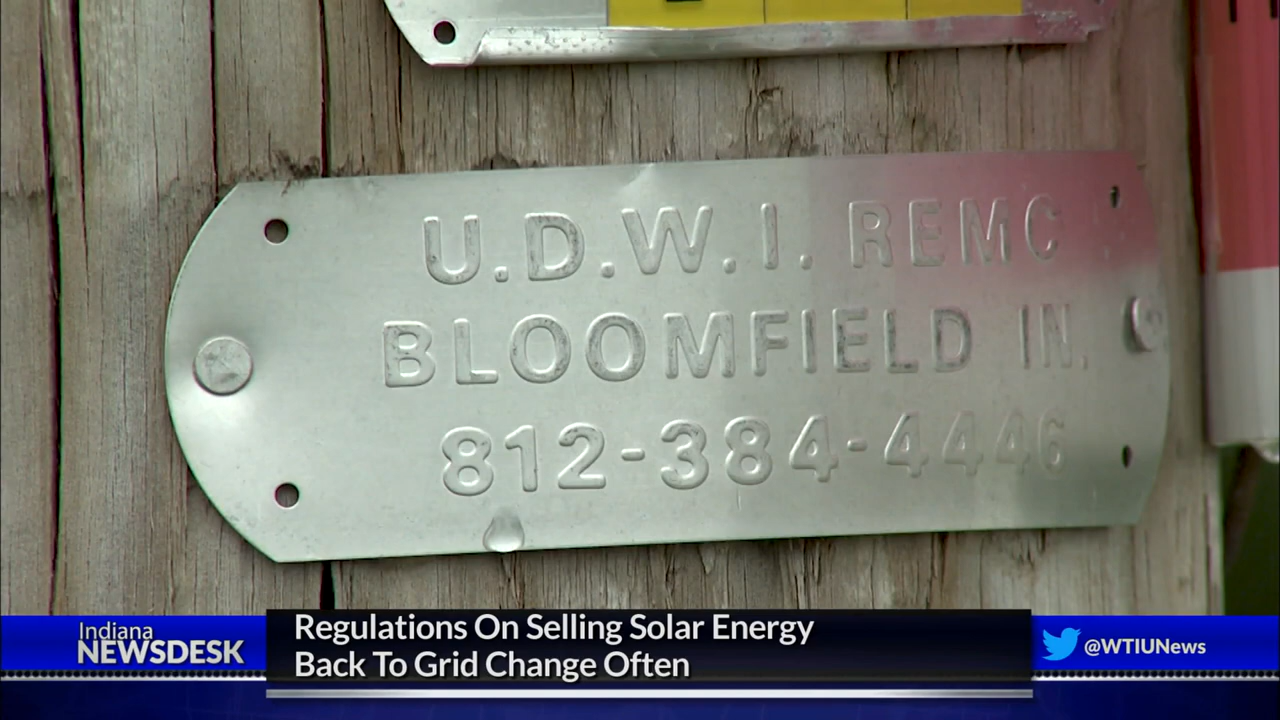 U.D.W.I. REMC
BLOOMFIELD IN.
812-384-4446
Indiana
NEWSDESK
Regulations On Selling Solar Energy
Back To Grid Change Often
@WTIUNews